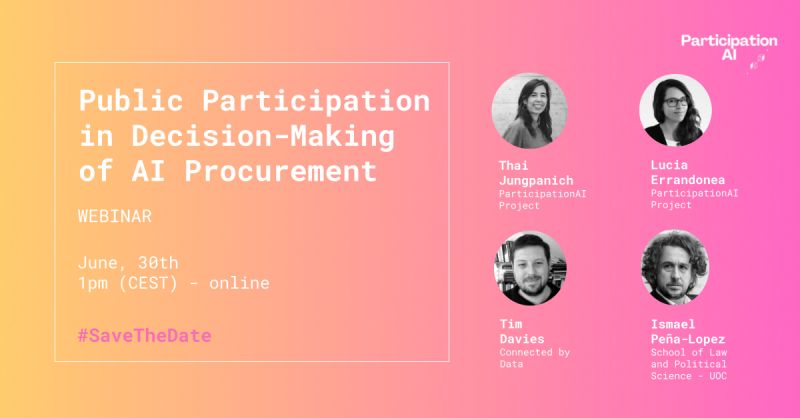 Participation
AI
Public Participation
in Decision-Making
of AI Procurement
WEBINAR
June, 30th
1pm (CEST) - online
#SaveTheDate
Thai
Jungpanich
ParticipationAI
Project
Lucia
Errandonea
ParticipationAI
Project
Tim
Davies
Connected by
Data
Ismael
Peña-Lopez
School of Law
and Political
Science - UOC